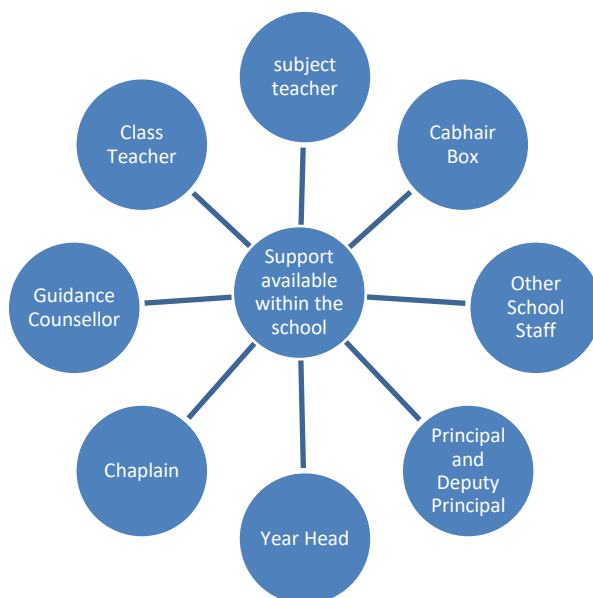 subject
teacher
Cabhair
Box
Other
School
Staff
Principal
and
Deputy
Principal
Year Head
Chaplain
Guidance
Counsellor
Class
Teacher
Support
available
within the
school